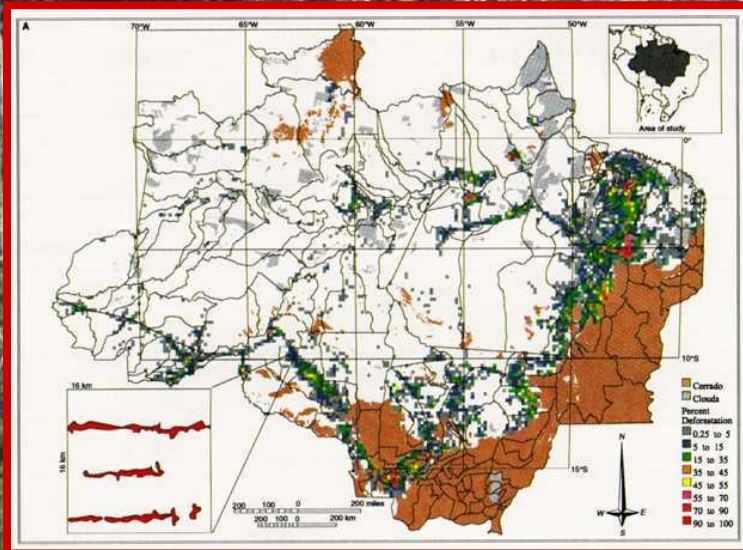 A
70°W
65°W
60°W
55°W
50°W
Area of study
0°
10°S
16 km
16 km
15°S
200 0 200 miles
200 100 0 200 km
Cerrado
Clouds
Percent
Deforestation
0.25 to 5
5 to 15
15 to 35
35 to 45
45 to 55
55 to 70
70 to 90
90 to 100
N
W E
S